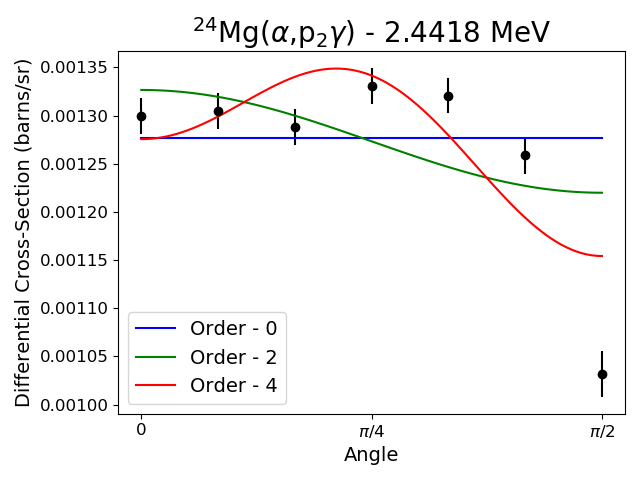 ²⁴Mg(α,p₂γ) - 2.4418 MeV
Differential Cross-Section (barns/sr)
0.00135
0.00130
0.00125
0.00120
0.00115
0.00110
0.00105
0.00100
Order - 0
Order - 2
Order - 4
0
π/4
π/2
Angle